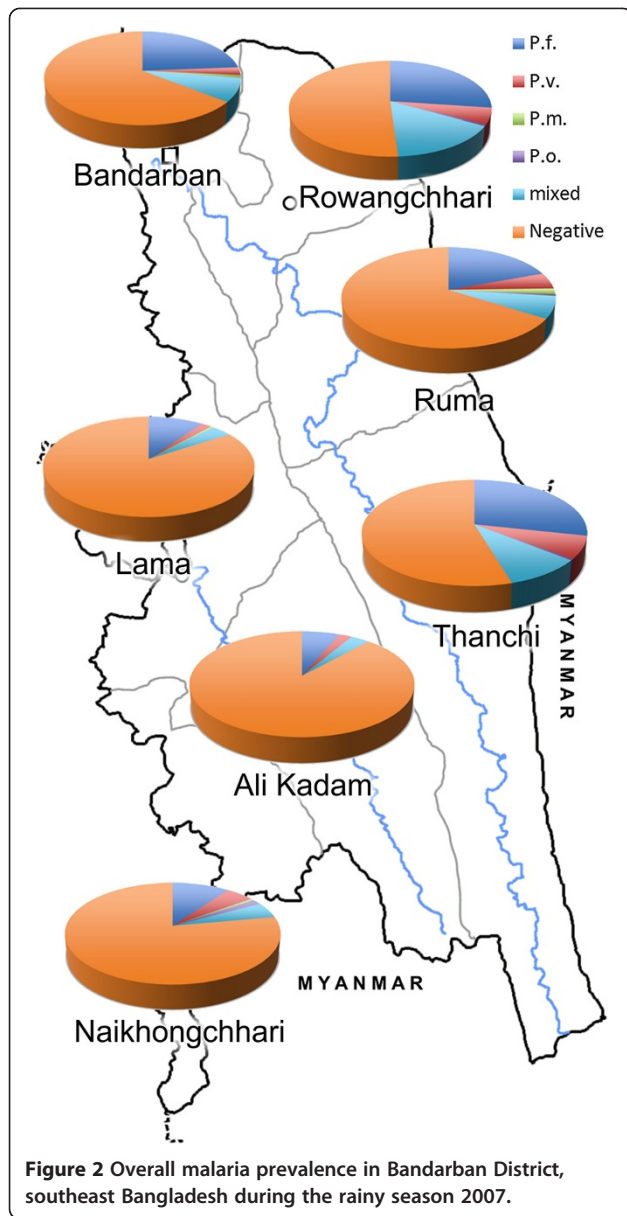 P.f.
P.v.
P.m.
P.o.
mixed
Negative
Bandarban
Rowangchhari
Ruma
Lama
Thanchi
MYANMAR
Ali Kadam
MYANMAR
Naikhongchhari
Figure 2 Overall malaria prevalence in Bandarban District,
southeast Bangladesh during the rainy season 2007.